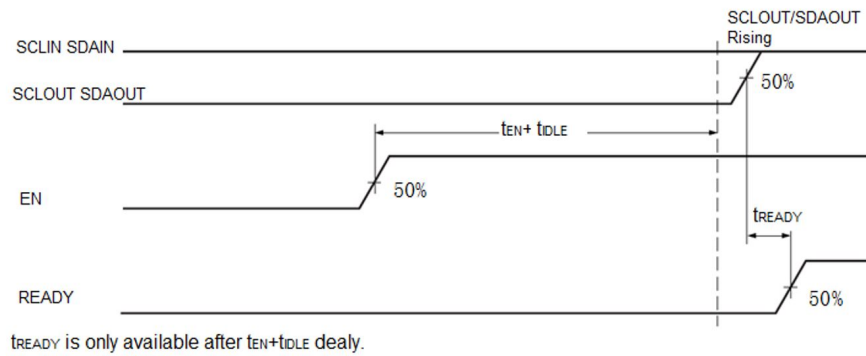 SCLOUT/SDAOUT
Rising
SCLIN SDAIN
SCLOUT SDAOUT
50%
tEN+ tIDLE
EN
50%
tREADY
READY
50%
tREADY is only available after tEN+tIDLE dealy.